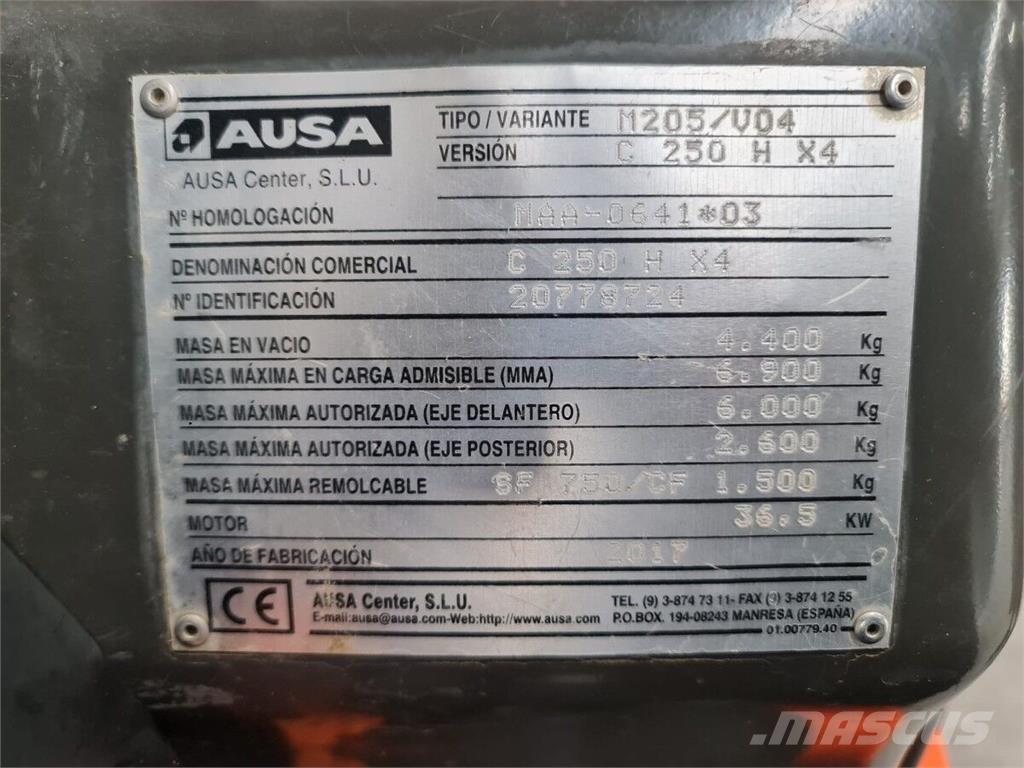 AUSA
AUSA Center, S.L.U.
TIPO / VARIANTE M205/V04
VERSIÓN C 250 H X4
Nº HOMOLOGACIÓN MAA-0641*03
DENOMINACIÓN COMERCIAL C 250 H X4
Nº IDENTIFICACIÓN 20778724
MASA EN VACIO 4.400 Kg
MASA MÁXIMA EN CARGA ADMISIBLE (MMA) 6.900 Kg
MASA MÁXIMA AUTORIZADA (EJE DELANTERO) 6.000 Kg
MASA MÁXIMA AUTORIZADA (EJE POSTERIOR) 2.600 Kg
MASA MÁXIMA REMOLCABLE SF 750/CF 1.500 Kg
MOTOR 36.5 KW
AÑO DE FABRICACIÓN 2017
CE AUSA Center, S.L.U. TEL. (9) 3-874 73 11- FAX (9) 3-874 12 55
E-mail:ausa@ausa.com-Web:http://www.ausa.com P.O.BOX. 194-08243 MANRESA (ESPAÑA)
01.00779.40
MASCUS